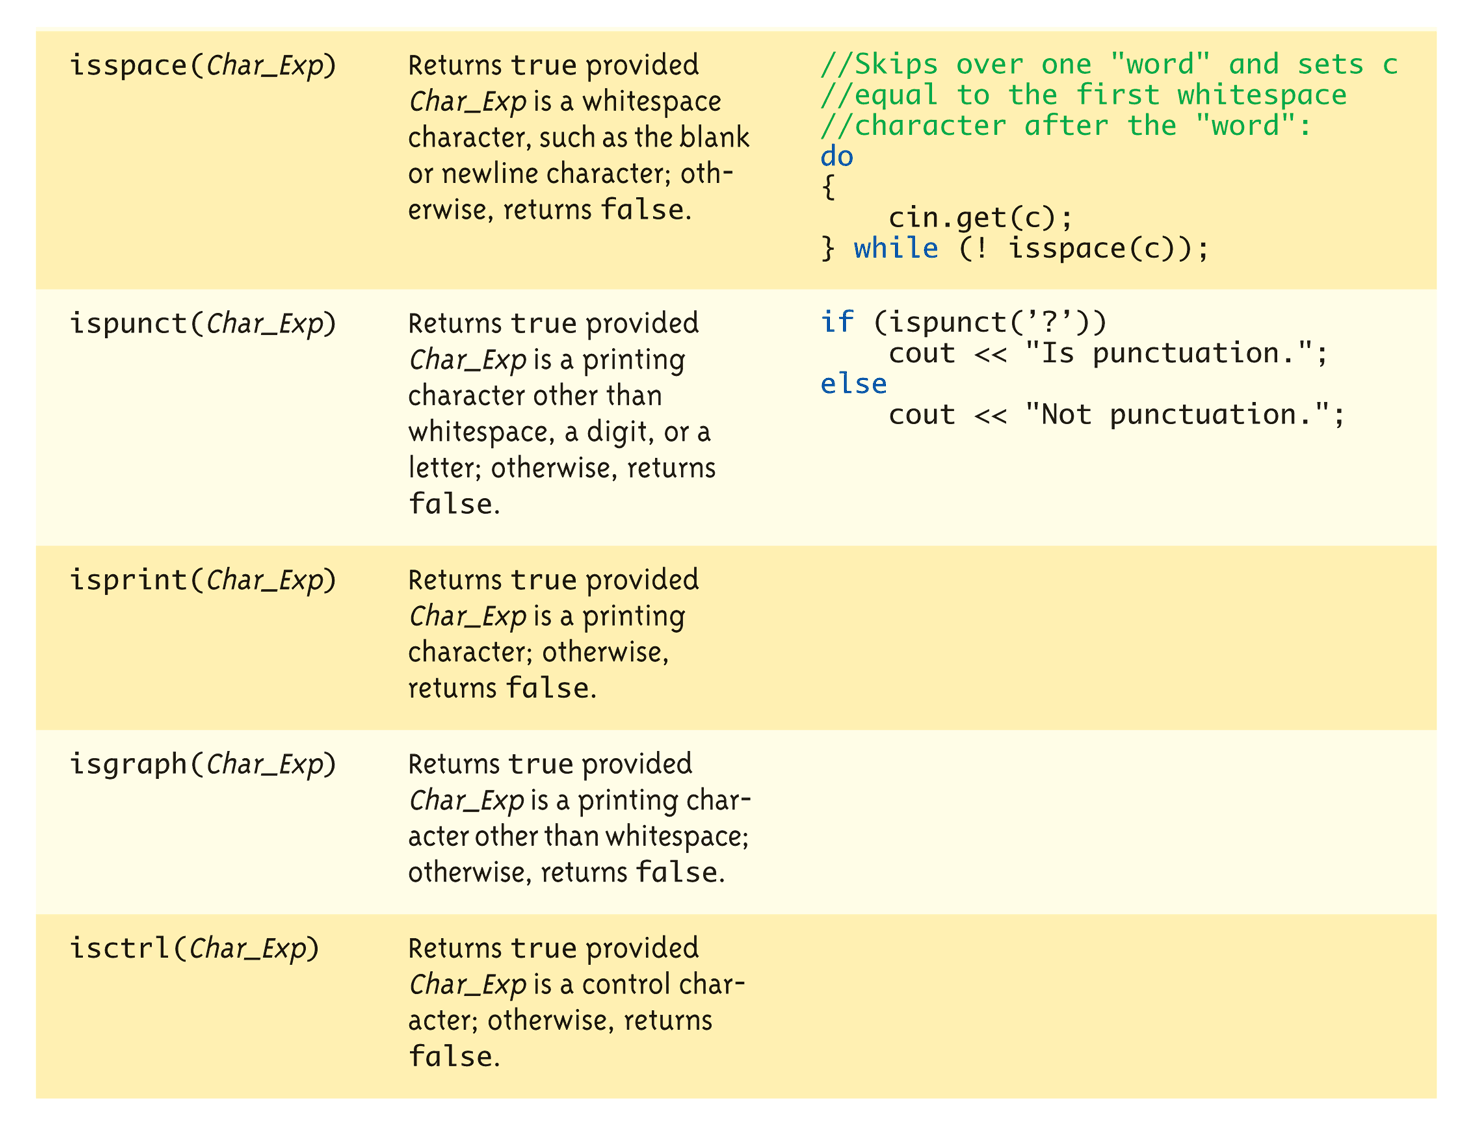 isspace(Char_Exp)
Returns true provided
Char_Exp is a whitespace
character, such as the blank
or newline character; oth-
erwise, returns false.
//Skips over one "word" and sets c
//equal to the first whitespace
//character after the "word":
do
{
    cin.get(c);
} while (! isspace(c));
ispunct(Char_Exp)
Returns true provided
Char_Exp is a printing
character other than
whitespace, a digit, or a
letter; otherwise, returns
false.
if (ispunct(’?’))
    cout << "Is punctuation.";
else
    cout << "Not punctuation.";
isprint(Char_Exp)
Returns true provided
Char_Exp is a printing
character; otherwise,
returns false.
isgraph(Char_Exp)
Returns true provided
Char_Exp is a printing char-
acter other than whitespace;
otherwise, returns false.
isctrl(Char_Exp)
Returns true provided
Char_Exp is a control char-
acter; otherwise, returns
false.